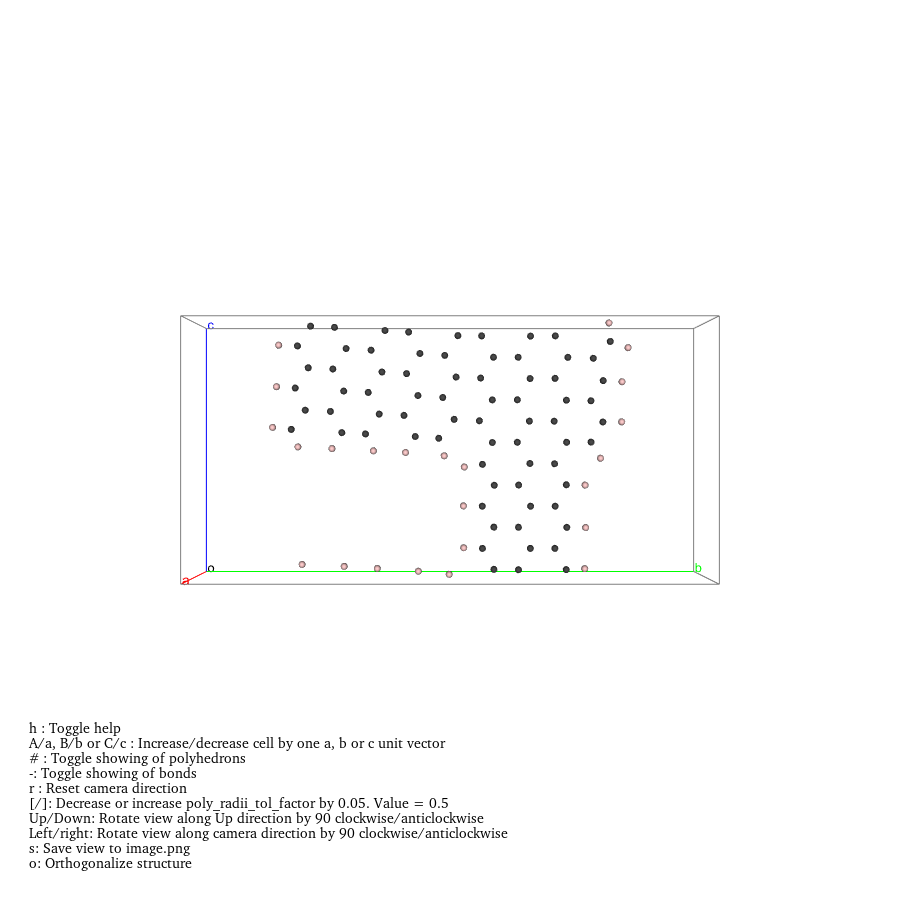 c
o
a
b
h : Toggle help
A/a, B/b or C/c : Increase/decrease cell by one a, b or c unit vector
# : Toggle showing of polyhedrons
-: Toggle showing of bonds
r : Reset camera direction
[/]: Decrease or increase poly_radii_tol_factor by 0.05. Value = 0.5
Up/Down: Rotate view along Up direction by 90 clockwise/anticlockwise
Left/right: Rotate view along camera direction by 90 clockwise/anticlockwise
s: Save view to image.png
o: Orthogonalize structure